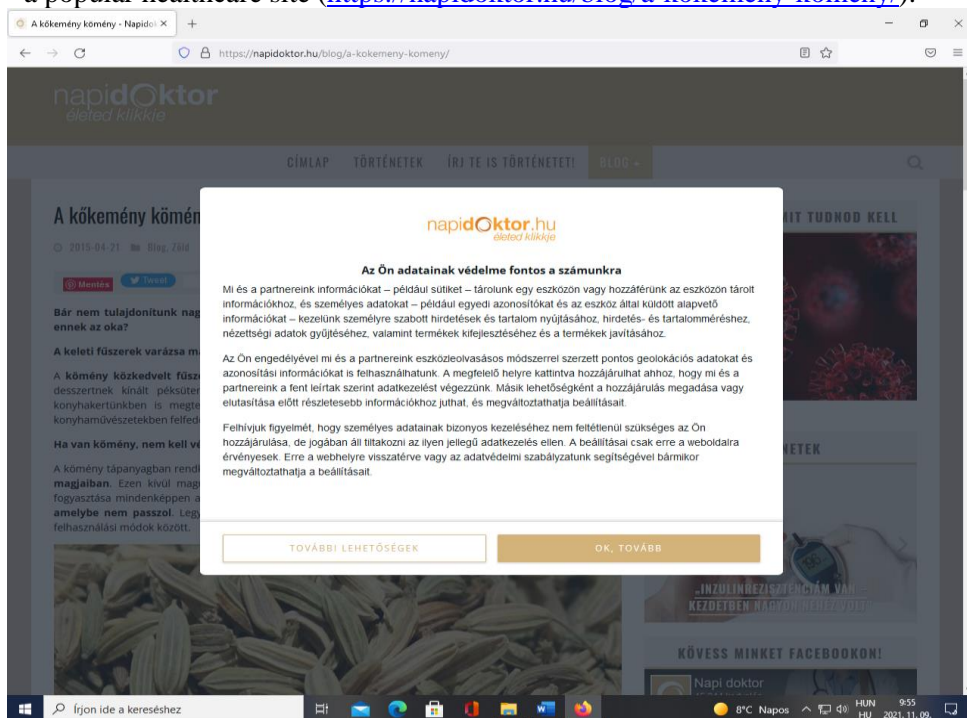 a popular healthcare site (https://napidoktor.hu/blog/a-kokemeny-komeny/).
A kőkemény kömény - Napidok
https://napidoktor.hu/blog/a-kokemeny-komeny/
napidoktor
életed klikkje
CÍMLAP TÖRTÉNETEK ÍRJ TE IS TÖRTÉNETET! BLOG
A kőkemény kömén
MIT TUDNOD KELL
2015-04-21 Blog, Zöld
Mentés Tweet
Bár nem tulajdonítunk nag
ennek az oka?
A keleti fűszerek varázsa m
A kömény közkedvelt fűsz
desszertnek kínált péksüte
konyhakertünkben is megte
konyhaművészetekben felfed
Ha van kömény, nem kell v
A kömény tápanyagban rend
magjaiban. Ezen kívül mag
fogyasztása mindenképpen a
amelybe nem passzol. Legy
felhasználási módok között.
napidoktor.hu
életed klikkje
Az Ön adatainak védelme fontos a számunkra
Mi és a partnereink információkat – például sütiket – tárolunk egy eszközön vagy hozzáférünk az eszközön tárolt
információkhoz, és személyes adatokat – például egyedi azonosítókat és az eszköz által küldött alapvető
információkat – kezelünk személyre szabott hirdetések és tartalom nyújtásához, hirdetés- és tartalomméréshez,
nézettségi adatok gyűjtéséhez, valamint termékek kifejlesztéséhez és a termékek javításához.
Az Ön engedélyével mi és a partnereink eszközleolvasásos módszerrel szerzett pontos geolokációs adatokat és
azonosítási információkat is felhasználhatunk. A megfelelő helyre kattintva hozzájárulhat ahhoz, hogy mi és a
partnereink a fent leírtak szerint adatkezelést végezzünk. Másik lehetőségként a hozzájárulás megadása vagy
elutasítása előtt részletesebb információkhoz juthat, és megváltoztathatja beállításait.
Felhívjuk figyelmét, hogy személyes adatainak bizonyos kezeléséhez nem feltétlenül szükséges az Ön
hozzájárulása, de jogában áll tiltakozni az ilyen jellegű adatkezelés ellen. A beállításai csak erre a weboldalra
érvényesek. Erre a webhelyre visszatérve vagy az adatvédelmi szabályzatunk segítségével bármikor
megváltoztathatja a beállításait.
TOVÁBBI LEHETŐSÉGEK OK, TOVÁBB
NETEK
„INZULINREZISZTENCIÁM VAN –
KEZDETBEN NAGYON NEHÉZ VOLT”
KÖVESS MINKET FACEBOOKON!
Napi doktor
Írjon ide a kereséshez
8°C Napos
HUN
HU
9:55
2021. 11. 09.